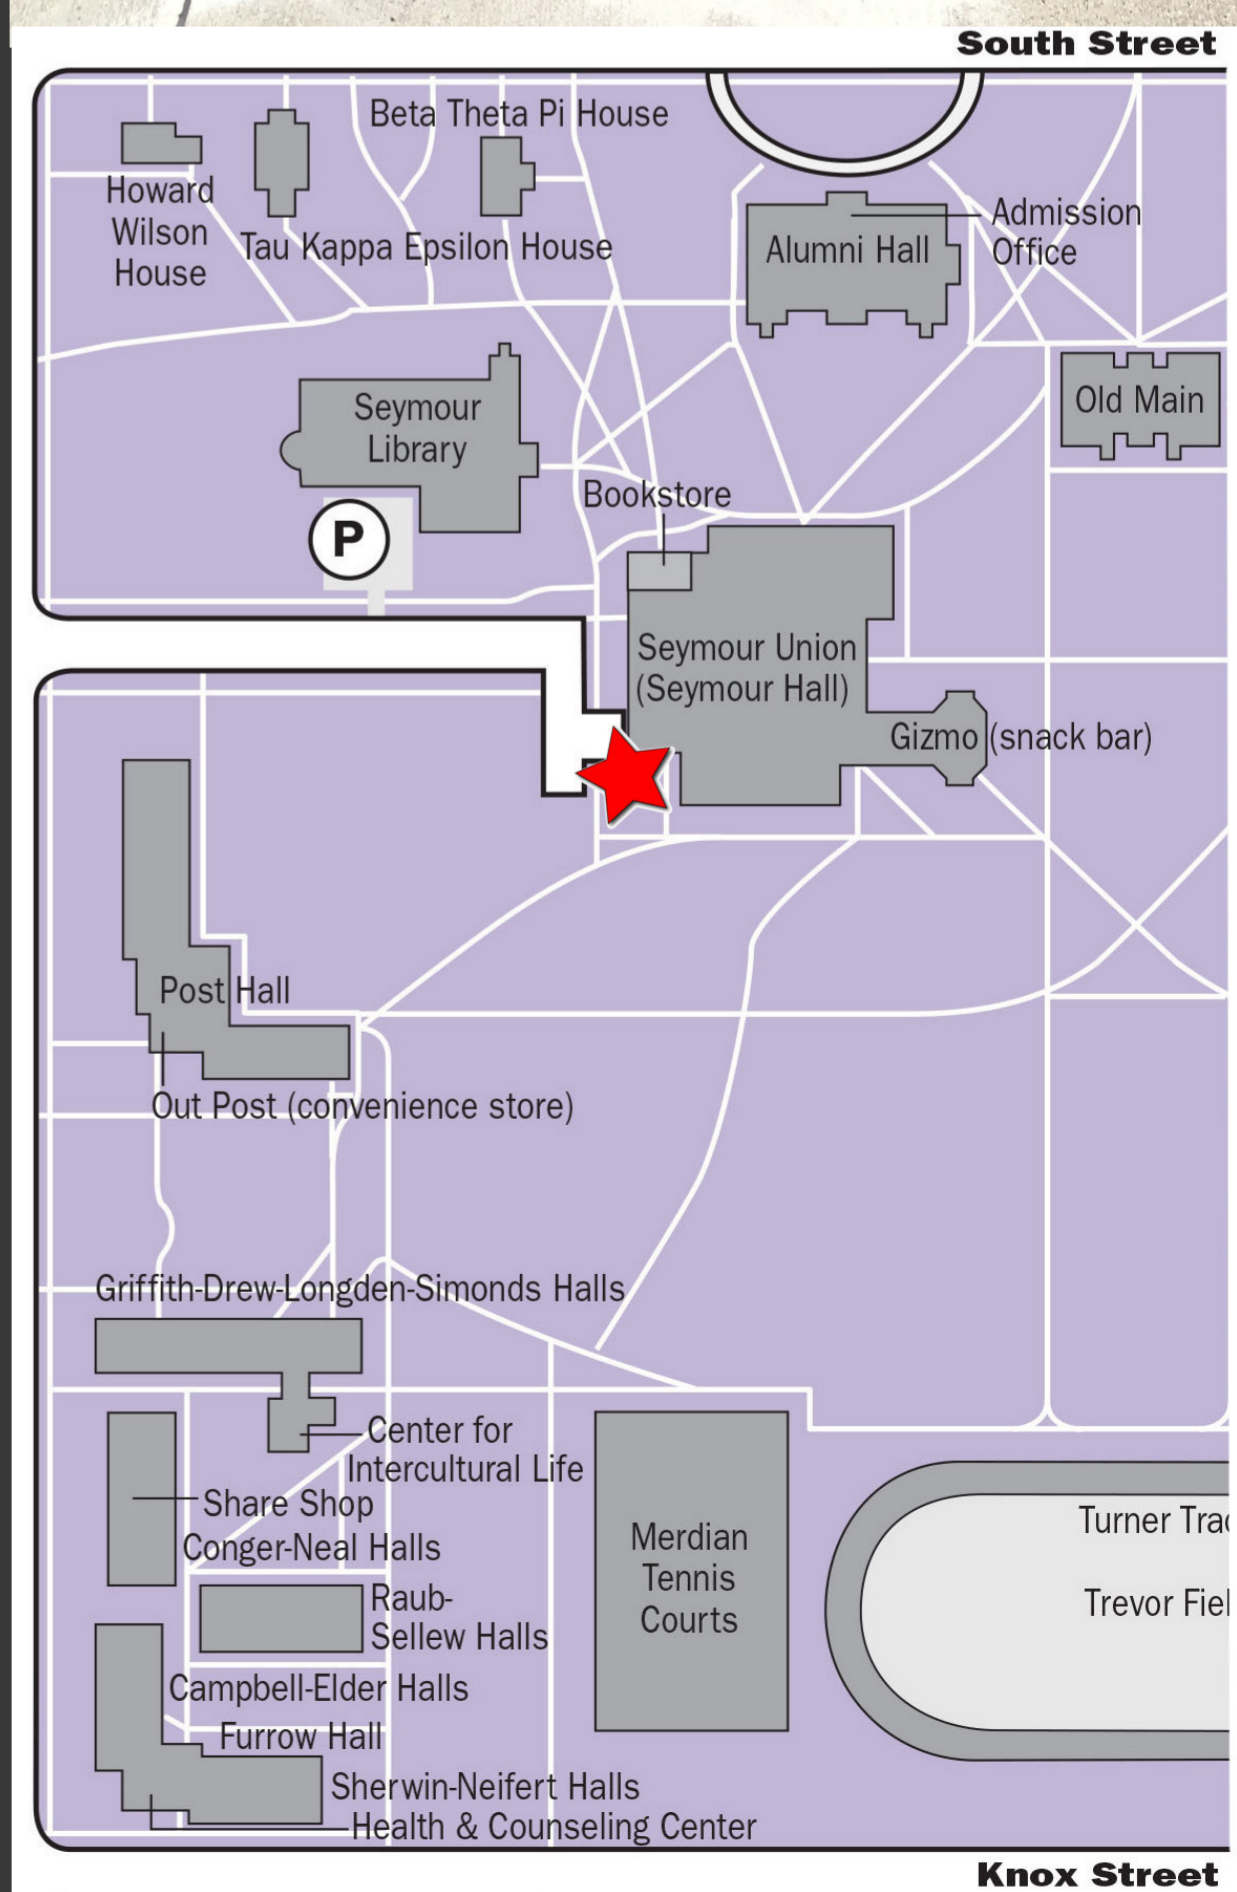 South Street
Beta Theta Pi House
Howard
Wilson
House
Tau Kappa Epsilon House
Admission
Office
Alumni Hall
Seymour
Library
Old Main
Bookstore
P
Seymour Union
(Seymour Hall)
Gizmo (snack bar)
Post Hall
Out Post (convenience store)
Griffith-Drew-Longden-Simonds Halls
Center for
Intercultural Life
Share Shop
Conger-Neal Halls
Merdian
Tennis
Courts
Turner
Trevor
Raub-
Sellew Halls
Campbell-Elder Halls
Furrow Hall
Sherwin-Neifert Halls
Health & Counseling Center
Knox Street